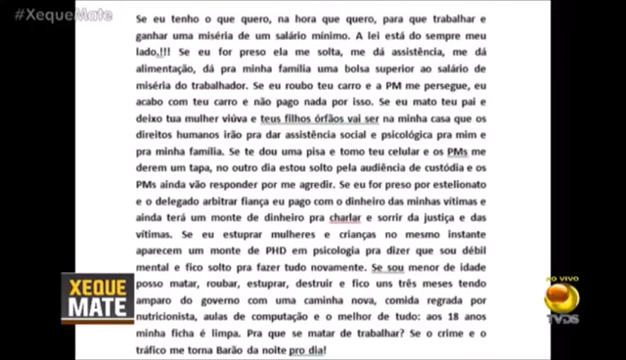 #XequeMate
Se eu tenho o que quero, na hora que quero, para que trabalhar e
ganhar uma miséria de um salário mínimo. A lei está do sempre meu
lado.!!! Se eu for preso ela me solta, me dá assistência, me dá
alimentação, dá pra minha família uma bolsa superior ao salário de
miséria do trabalhador. Se eu roubo teu carro e a PM me persegue, eu
acabo com teu carro e não pago nada por isso. Se eu mato teu pai e
deixo tua mulher viúva e teus filhos órfãos vai ser na minha casa que os
direitos humanos irão pra dar assistência social e psicológica pra mim e
pra minha família. Se te dou uma pisa e tomo teu celular e os PMs me
derem um tapa, no outro dia estou solto pela audiência de custódia e os
PMs ainda vão responder por me agredir. Se eu for preso por estelionato
e o delegado arbitrar fiança eu pago com o dinheiro das minhas vítimas e
ainda terá um monte de dinheiro pra charlar e sorrir da justiça e das
vítimas. Se eu estuprar mulheres e crianças no mesmo instante
aparecem um monte de PHD em psicologia pra dizer que sou débil
mental e fico solto pra fazer tudo novamente. Se sou menor de idade
posso matar, roubar, estuprar, destruir e fico uns três meses tendo
amparo do governo com uma caminha nova, comida regrada por
nutricionista, aulas de computação e o melhor de tudo: aos 18 anos
minha ficha é limpa. Pra que se matar de trabalhar? Se o crime e o
tráfico me torna Barão da noite pro dia!
XEQUE
MATE
AO VIVO
TVDS